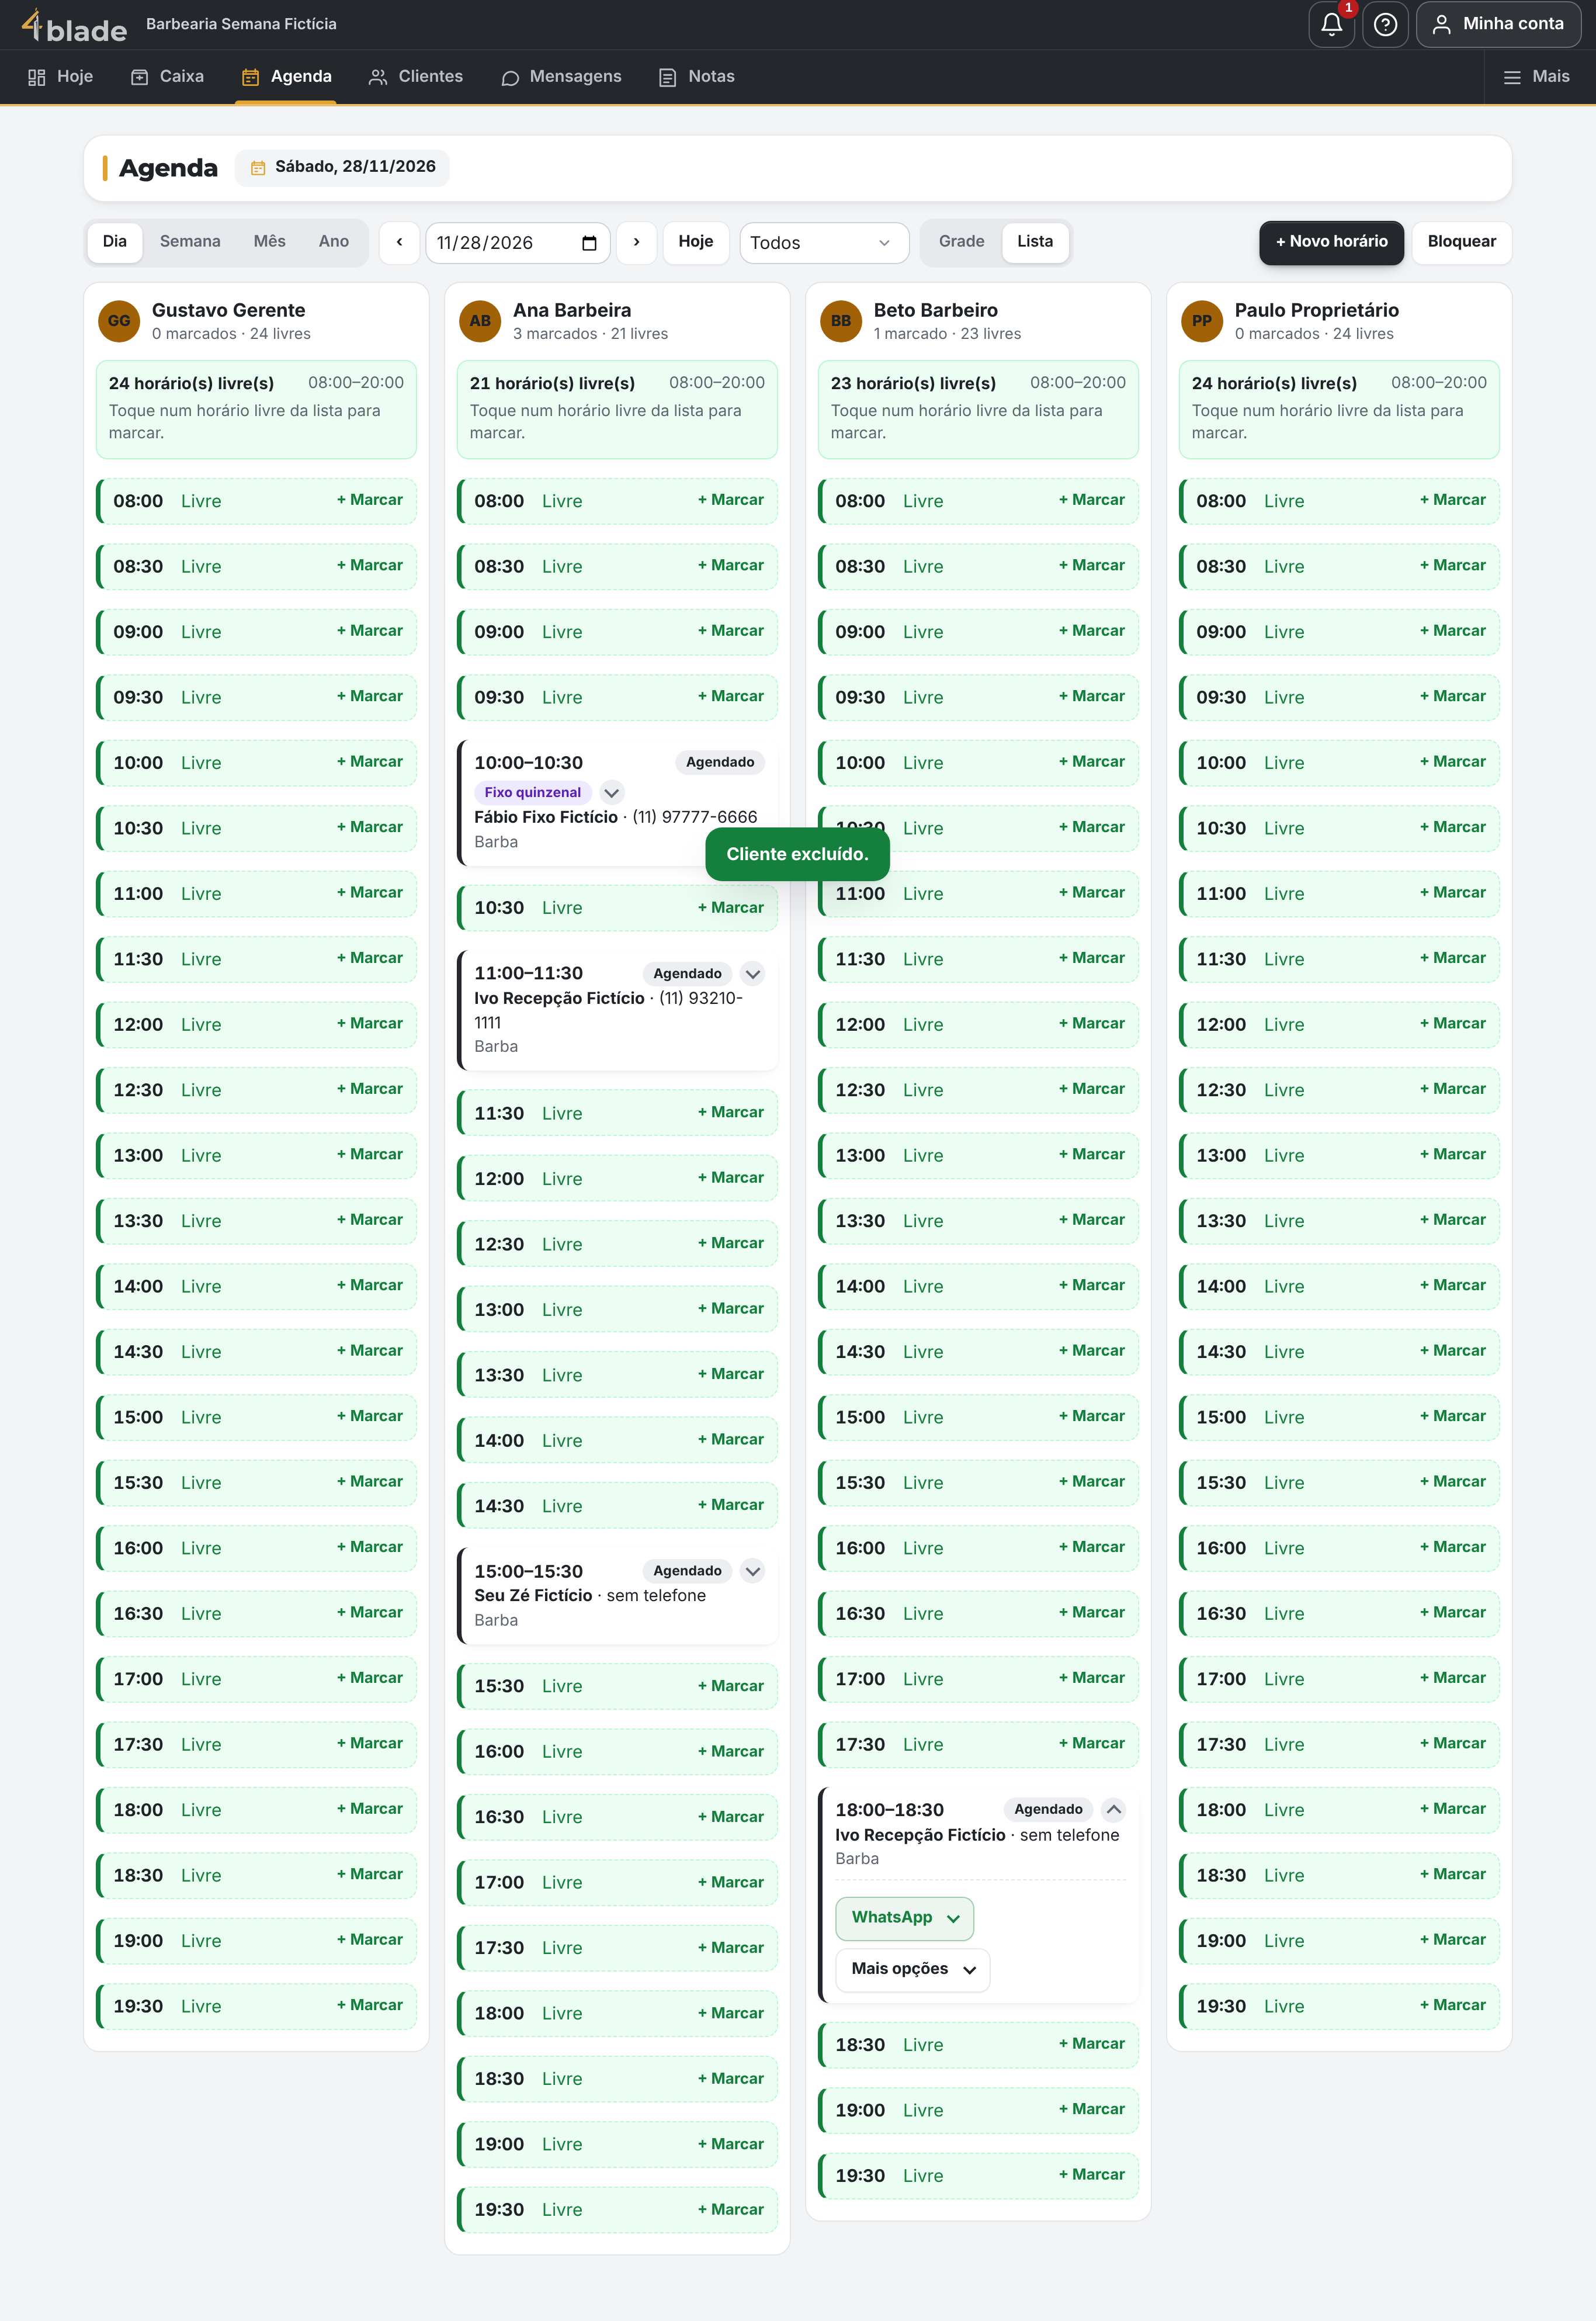 4blade
Barbearia Semana Fictícia
1
Minha conta
Hoje
Caixa
Agenda
Clientes
Mensagens
Notas
Mais
Agenda
Sábado, 28/11/2026
Dia
Semana
Mês
Ano
‹
11/28/2026
›
Hoje
Todos
Grade
Lista
+ Novo horário
Bloquear
GG
Gustavo Gerente
0 marcados · 24 livres
24 horário(s) livre(s) 08:00–20:00
Toque num horário livre da lista para
marcar.
08:00 Livre + Marcar
08:30 Livre + Marcar
09:00 Livre + Marcar
09:30 Livre + Marcar
10:00 Livre + Marcar
10:30 Livre + Marcar
11:00 Livre + Marcar
11:30 Livre + Marcar
12:00 Livre + Marcar
12:30 Livre + Marcar
13:00 Livre + Marcar
13:30 Livre + Marcar
14:00 Livre + Marcar
14:30 Livre + Marcar
15:00 Livre + Marcar
15:30 Livre + Marcar
16:00 Livre + Marcar
16:30 Livre + Marcar
17:00 Livre + Marcar
17:30 Livre + Marcar
18:00 Livre + Marcar
18:30 Livre + Marcar
19:00 Livre + Marcar
19:30 Livre + Marcar
AB
Ana Barbeira
3 marcados · 21 livres
21 horário(s) livre(s) 08:00–20:00
Toque num horário livre da lista para
marcar.
08:00 Livre + Marcar
08:30 Livre + Marcar
09:00 Livre + Marcar
09:30 Livre + Marcar
10:00–10:30 Agendado
Fixo quinzenal
Fábio Fixo Fictício · (11) 97777-6666
Barba
10:30 Livre + Marcar
11:00–11:30 Agendado
Ivo Recepção Fictício · (11) 93210-
1111
Barba
11:30 Livre + Marcar
12:00 Livre + Marcar
12:30 Livre + Marcar
13:00 Livre + Marcar
13:30 Livre + Marcar
14:00 Livre + Marcar
14:30 Livre + Marcar
15:00–15:30 Agendado
Seu Zé Fictício · sem telefone
Barba
15:30 Livre + Marcar
16:00 Livre + Marcar
16:30 Livre + Marcar
17:00 Livre + Marcar
17:30 Livre + Marcar
18:00 Livre + Marcar
18:30 Livre + Marcar
19:00 Livre + Marcar
19:30 Livre + Marcar
Cliente excluído.
BB
Beto Barbeiro
1 marcado · 23 livres
23 horário(s) livre(s) 08:00–20:00
Toque num horário livre da lista para
marcar.
08:00 Livre + Marcar
08:30 Livre + Marcar
09:00 Livre + Marcar
09:30 Livre + Marcar
10:00 Livre + Marcar
10:30 Livre + Marcar
11:00 Livre + Marcar
11:30 Livre + Marcar
12:00 Livre + Marcar
12:30 Livre + Marcar
13:00 Livre + Marcar
13:30 Livre + Marcar
14:00 Livre + Marcar
14:30 Livre + Marcar
15:00 Livre + Marcar
15:30 Livre + Marcar
16:00 Livre + Marcar
16:30 Livre + Marcar
17:00 Livre + Marcar
17:30 Livre + Marcar
18:00–18:30 Agendado
Ivo Recepção Fictício · sem telefone
Barba
WhatsApp
Mais opções
18:30 Livre + Marcar
19:00 Livre + Marcar
19:30 Livre + Marcar
PP
Paulo Proprietário
0 marcados · 24 livres
24 horário(s) livre(s) 08:00–20:00
Toque num horário livre da lista para
marcar.
08:00 Livre + Marcar
08:30 Livre + Marcar
09:00 Livre + Marcar
09:30 Livre + Marcar
10:00 Livre + Marcar
10:30 Livre + Marcar
11:00 Livre + Marcar
11:30 Livre + Marcar
12:00 Livre + Marcar
12:30 Livre + Marcar
13:00 Livre + Marcar
13:30 Livre + Marcar
14:00 Livre + Marcar
14:30 Livre + Marcar
15:00 Livre + Marcar
15:30 Livre + Marcar
16:00 Livre + Marcar
16:30 Livre + Marcar
17:00 Livre + Marcar
17:30 Livre + Marcar
18:00 Livre + Marcar
18:30 Livre + Marcar
19:00 Livre + Marcar
19:30 Livre + Marcar